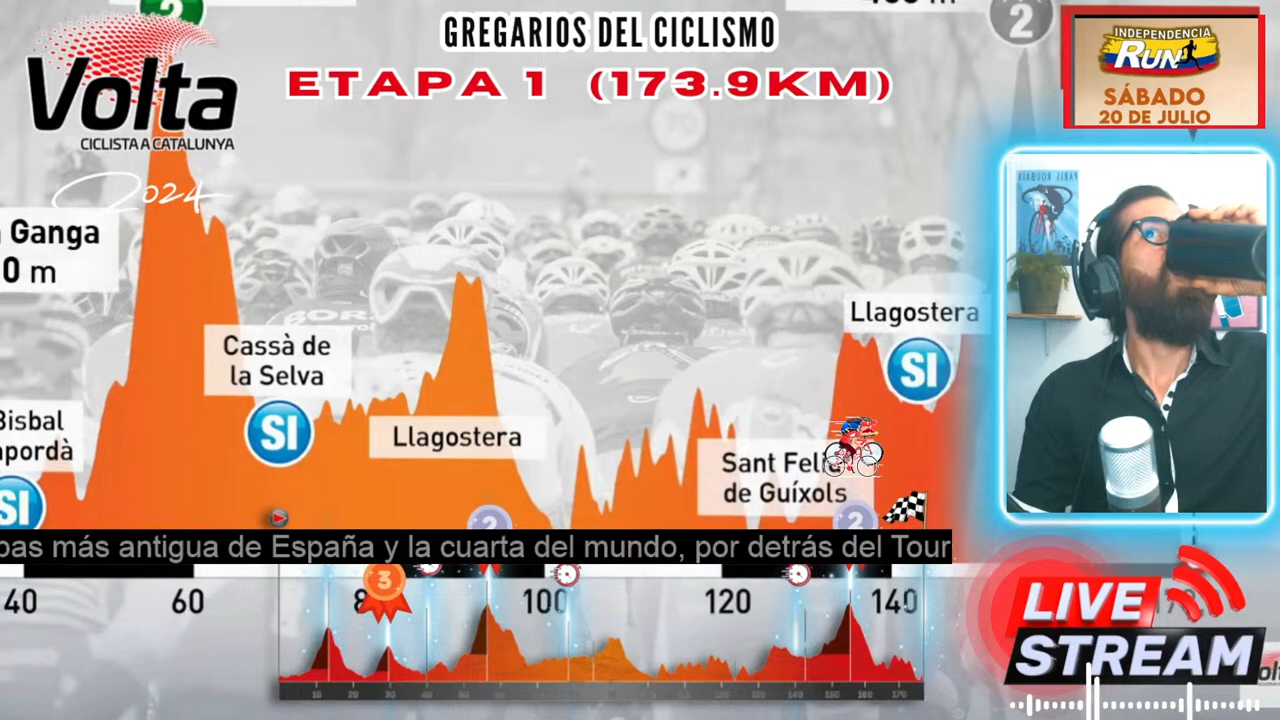 2
2
GREGARIOS DEL CICLISMO
ETAPA 1 (173.9KM)
Volta
CICLISTA A CATALUNYA
2024
INDEPENDENCIA
RUN
SÁBADO
20 DE JULIO
Ganga
0 m
Llagostera
SI
Cassà de
la Selva
SI
Llagostera
Bisbal
pordà
SI
Sant Feliu
de Guíxols
2
2
pas más antigua de España y la cuarta del mundo, por detrás del Tour
40
60
8
3
100
120
140
LIVE
STREAM